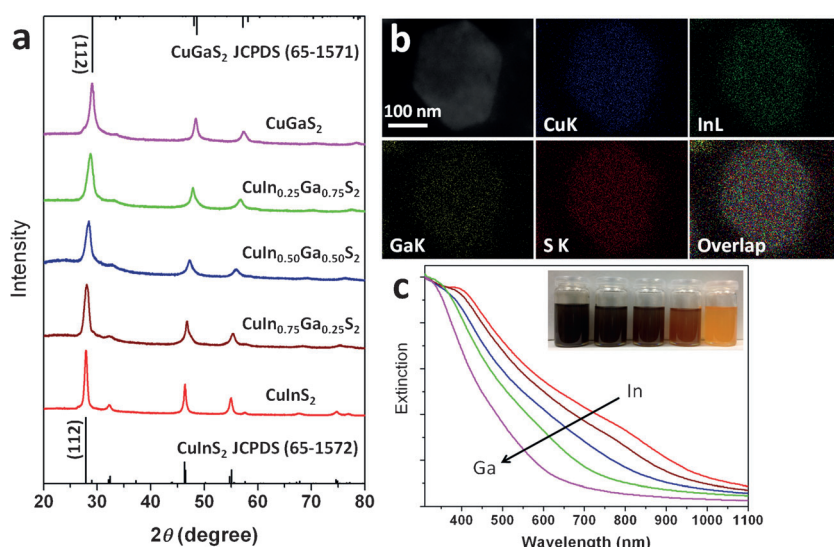 a
(112)
CuGaS₂ JCPDS (65-1571)
CuGaS₂
CuIn₀.₂₅Ga₀.₇₅S₂
CuIn₀.₅₀Ga₀.₅₀S₂
CuIn₀.₇₅Ga₀.₂₅S₂
CuInS₂
(112)
CuInS₂ JCPDS (65-1572)
Intensity
20 30 40 50 60 70 80
2θ (degree)
b
100 nm
CuK
InL
GaK
S K
Overlap
c
In
Ga
Extinction
400 500 600 700 800 900 1000 1100
Wavelength (nm)